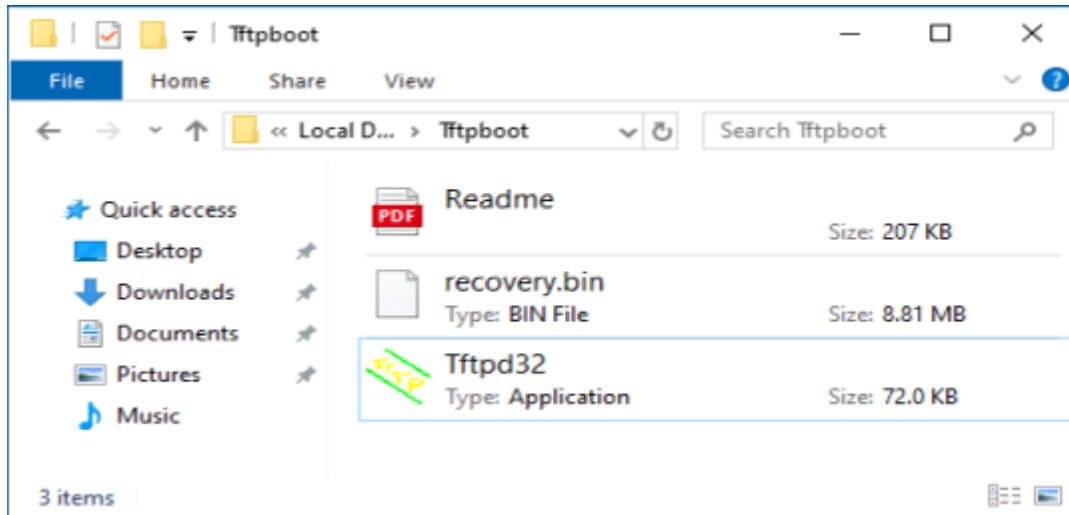 Tftpboot
File Home Share View
« Local D... > Tftpboot Search Tftpboot
Quick access
Desktop
Downloads
Documents
Pictures
Music
PDF
Readme
Size: 207 KB
recovery.bin
Type: BIN File Size: 8.81 MB
TFTP
Tftpd32
Type: Application Size: 72.0 KB
3 items